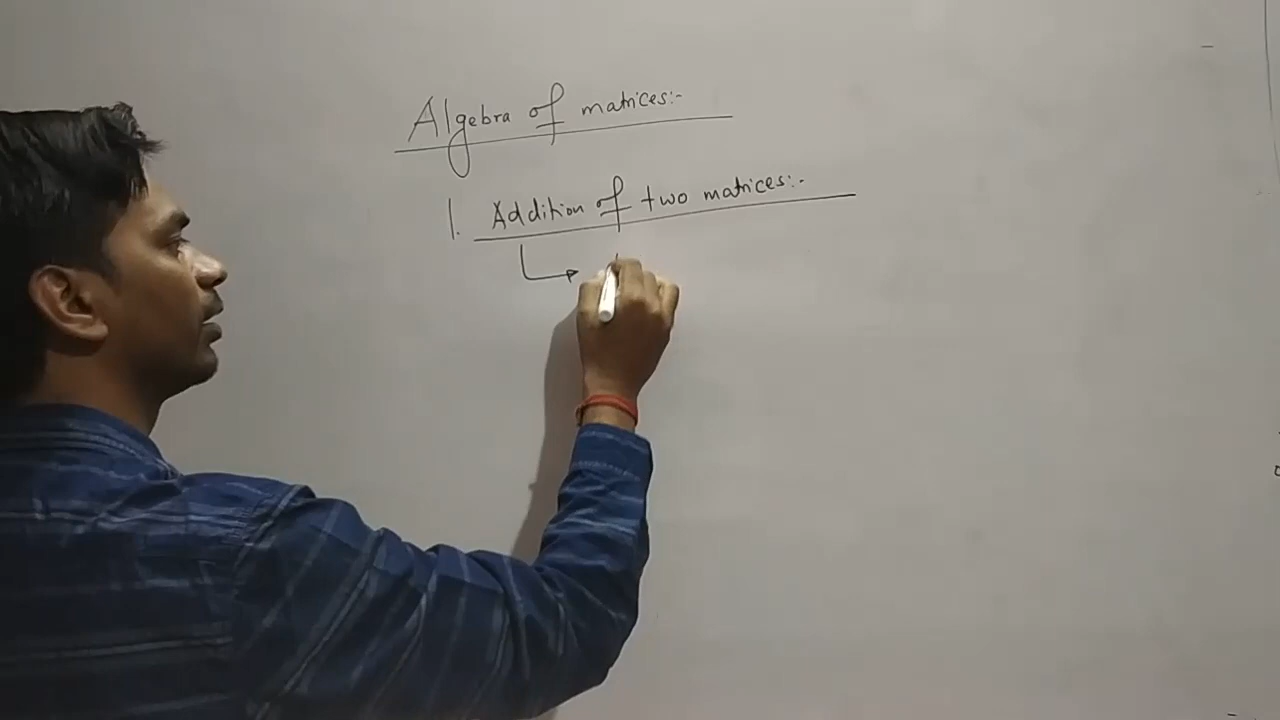 Algebra of matrices:-
1. Addition of two matrices:-